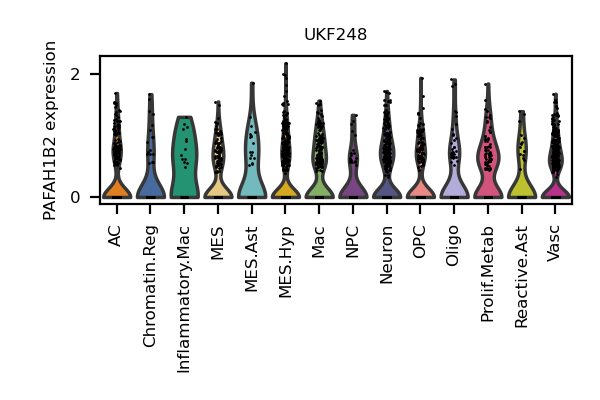 UKF248
PAFAH1B2 expression
2
0
AC
Chromatin.Reg
Inflammatory.Mac
MES
MES.Ast
MES.Hyp
Mac
NPC
Neuron
OPC
Oligo
Prolif.Metab
Reactive.Ast
Vasc